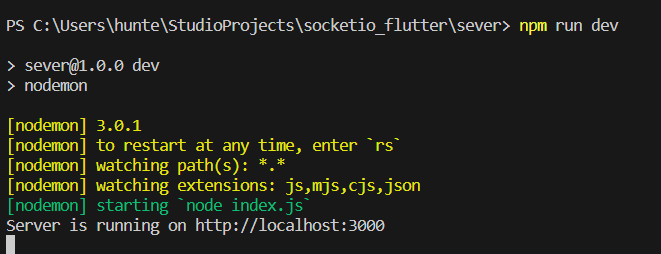 PS C:\Users\hunte\StudioProjects\socketio_flutter\sever> npm run dev
> sever@1.0.0 dev
> nodemon
[nodemon] 3.0.1
[nodemon] to restart at any time, enter `rs`
[nodemon] watching path(s): *.*
[nodemon] watching extensions: js,mjs,cjs,json
[nodemon] starting `node index.js`
Server is running on http://localhost:3000